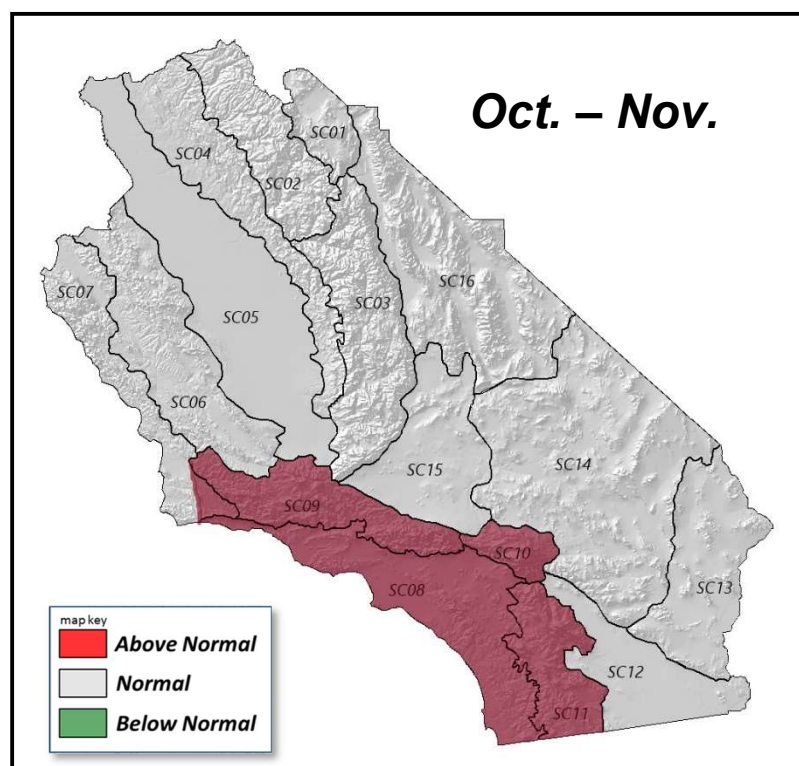 Oct. – Nov.
SC01
SC04
SC02
SC16
SC07
SC03
SC05
SC06
SC15
SC14
SC09
SC10
SC08
SC13
SC12
SC11
map key
Above Normal
Normal
Below Normal